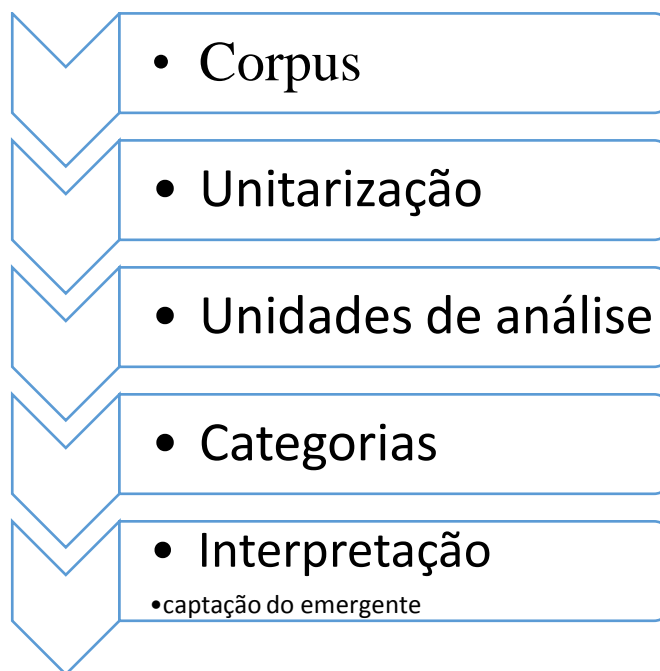 • Corpus
• Unitarização
• Unidades de análise
• Categorias
• Interpretação
•captação do emergente